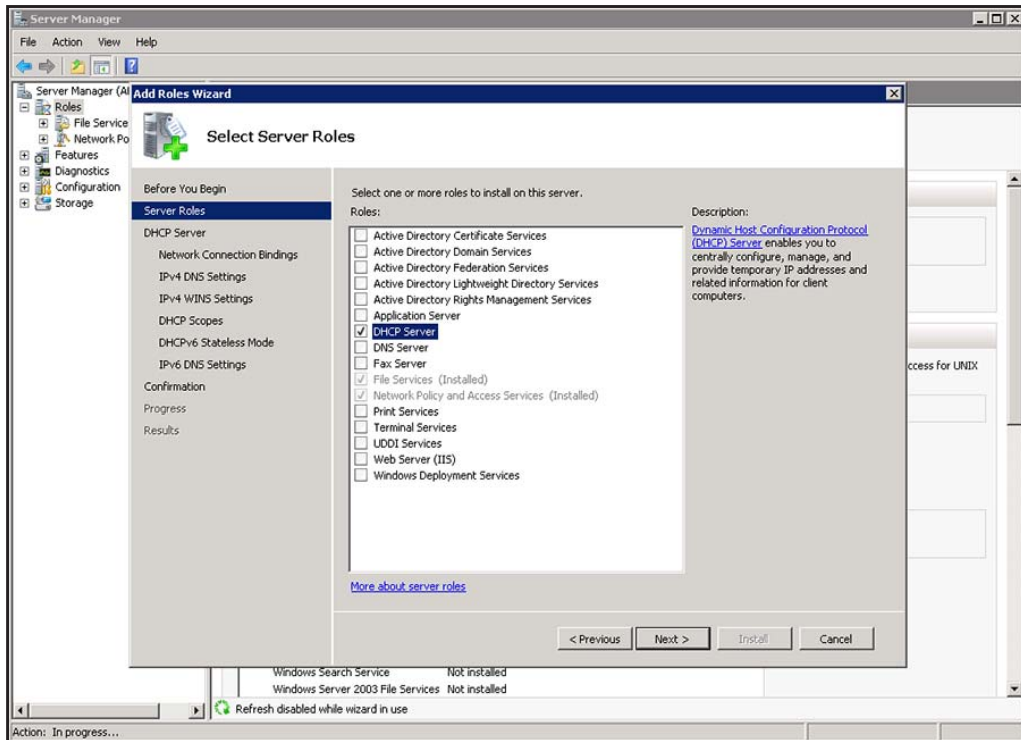 Server Manager
File Action View Help
Server Manager (Al
Roles
File Service
Network Po
Features
Diagnostics
Configuration
Storage
Add Roles Wizard
Select Server Roles
Before You Begin
Server Roles
DHCP Server
Network Connection Bindings
IPv4 DNS Settings
IPv4 WINS Settings
DHCP Scopes
DHCPv6 Stateless Mode
IPv6 DNS Settings
Confirmation
Progress
Results
Select one or more roles to install on this server.
Roles:
Active Directory Certificate Services
Active Directory Domain Services
Active Directory Federation Services
Active Directory Lightweight Directory Services
Active Directory Rights Management Services
Application Server
DHCP Server
DNS Server
Fax Server
File Services (Installed)
Network Policy and Access Services (Installed)
Print Services
Terminal Services
UDDI Services
Web Server (IIS)
Windows Deployment Services
More about server roles
Description:
Dynamic Host Configuration Protocol
(DHCP) Server enables you to
centrally configure, manage, and
provide temporary IP addresses and
related information for client
computers.
< Previous Next > Install Cancel
ccess for UNIX
Windows Search Service Not installed
Windows Server 2003 File Services Not installed
Refresh disabled while wizard in use
Action: In progress...